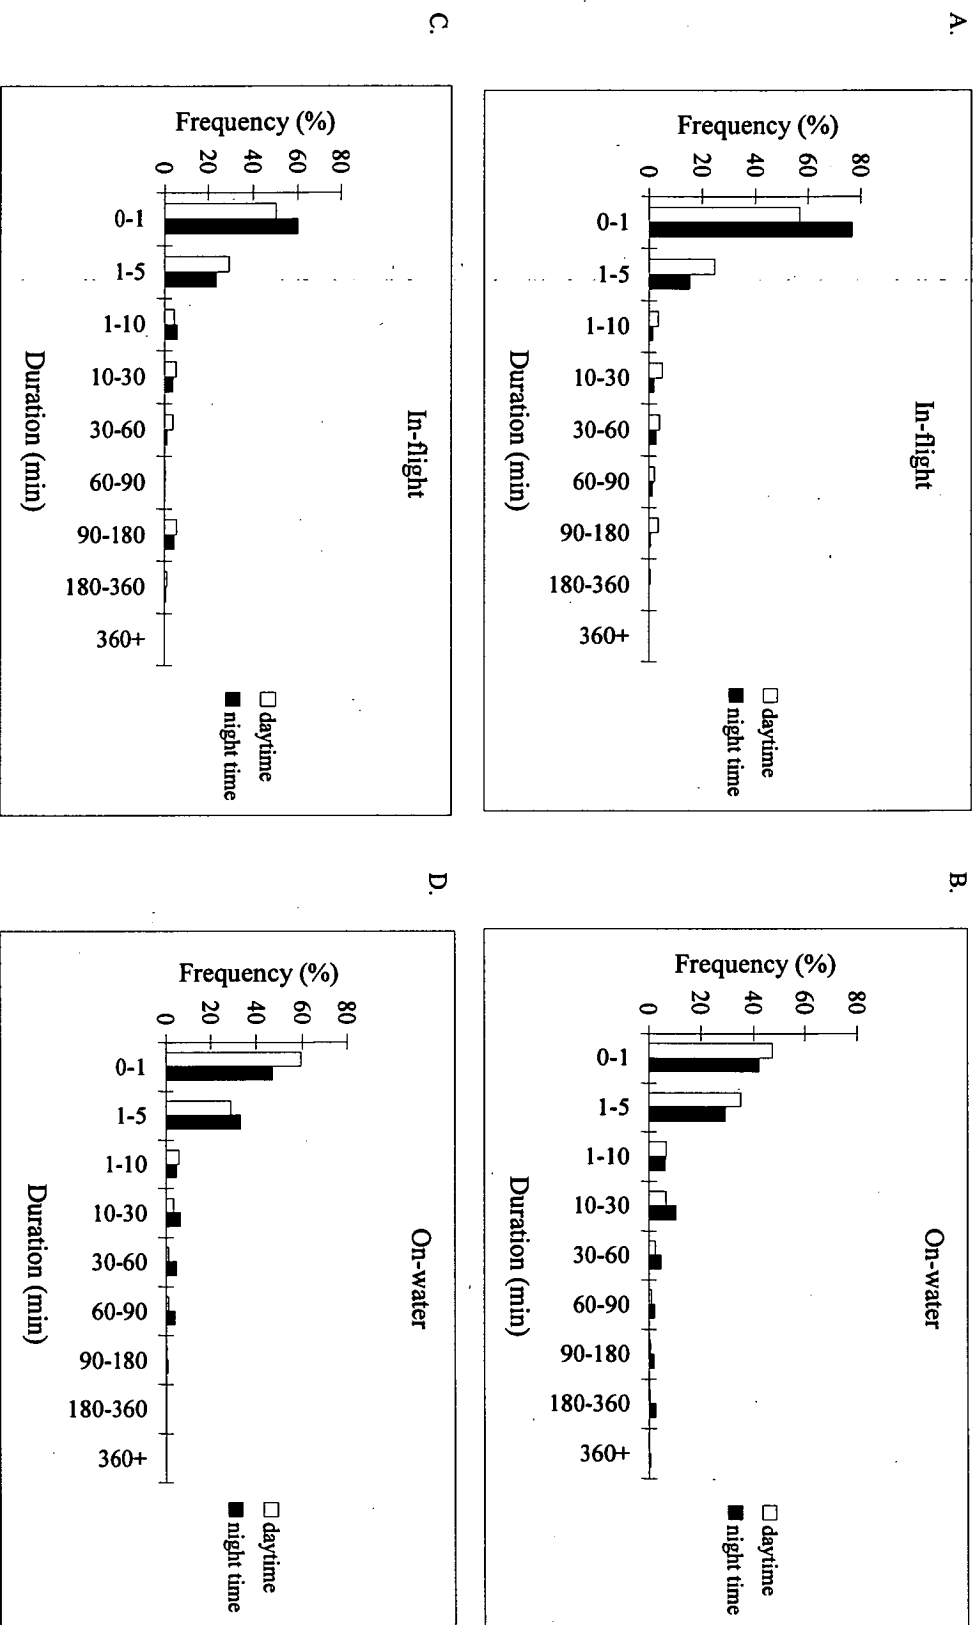 A.
In-flight
Frequency (%)
80
60
40
20
0
0-1
1-5
1-10
10-30
30-60
60-90
90-180
180-360
360+
Duration (min)
daytime
night time
B.
On-water
Frequency (%)
80
60
40
20
0
0-1
1-5
1-10
10-30
30-60
60-90
90-180
180-360
360+
Duration (min)
daytime
night time
C.
In-flight
Frequency (%)
80
60
40
20
0
0-1
1-5
1-10
10-30
30-60
60-90
90-180
180-360
360+
Duration (min)
daytime
night time
D.
On-water
Frequency (%)
80
60
40
20
0
0-1
1-5
1-10
10-30
30-60
60-90
90-180
180-360
360+
Duration (min)
daytime
night time